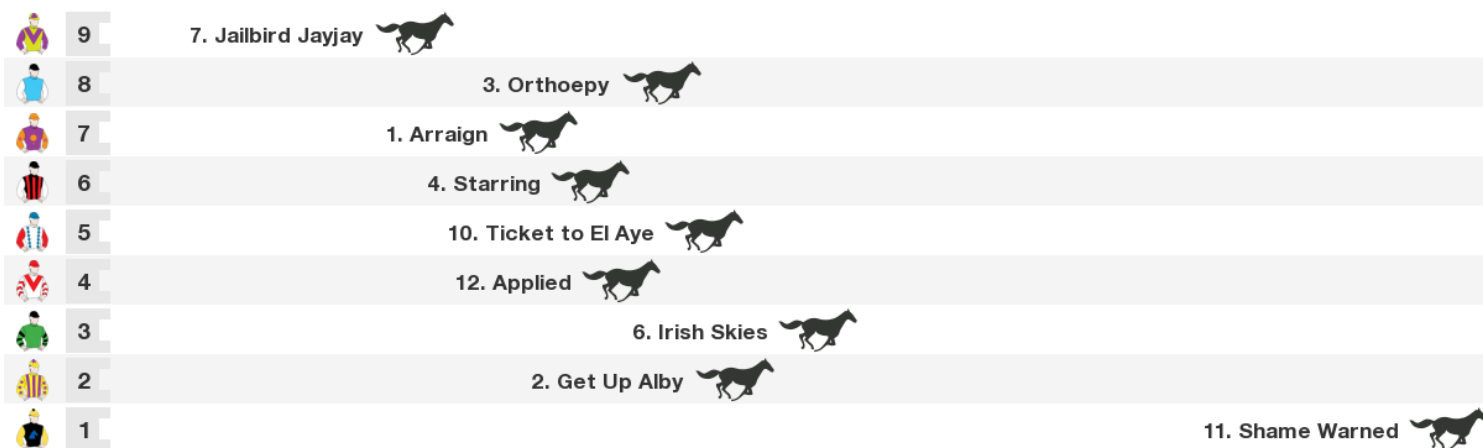 9 7. Jailbird Jayjay
8 3. Orthoepy
7 1. Arraign
6 4. Starring
5 10. Ticket to El Aye
4 12. Applied
3 6. Irish Skies
2 2. Get Up Alby
1 11. Shame Warned